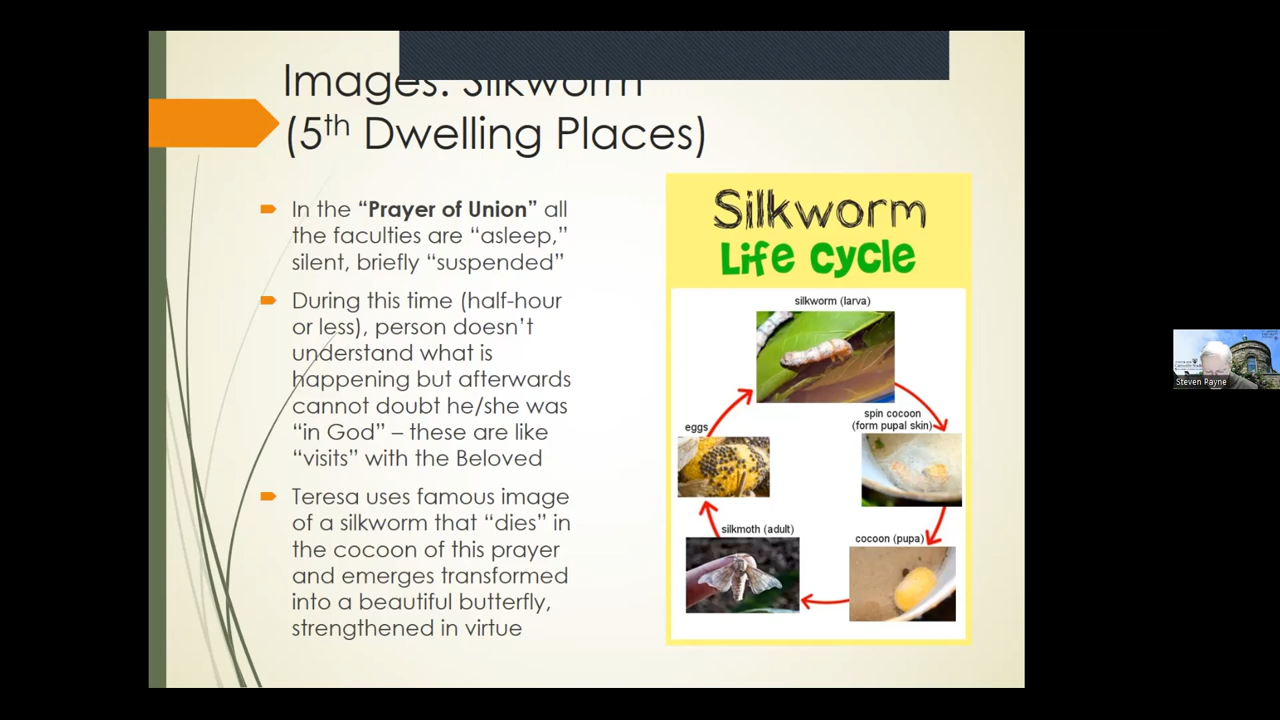 Images: Silkworm
(5th Dwelling Places)
In the “Prayer of Union” all
the faculties are “asleep,”
silent, briefly “suspended”
During this time (half-hour
or less), person doesn’t
understand what is
happening but afterwards
cannot doubt he/she was
“in God” – these are like
“visits” with the Beloved
Teresa uses famous image
of a silkworm that “dies” in
the cocoon of this prayer
and emerges transformed
into a beautiful butterfly,
strengthened in virtue
Silkworm
Life Cycle
silkworm (larva)
spin cocoon
(form pupal skin)
eggs
silkmoth (adult)
cocoon (pupa)
Steven Payne